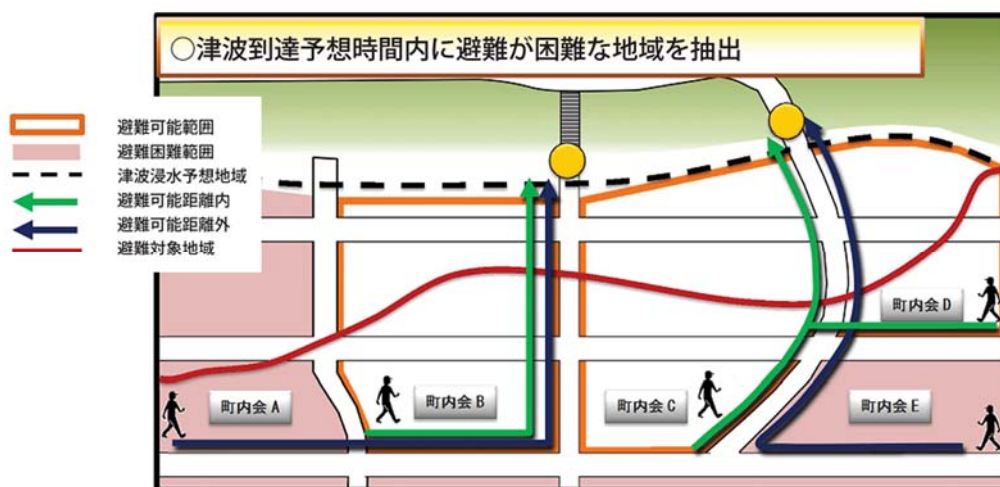 ○津波到達予想時間内に避難が困難な地域を抽出
避難可能範囲
避難困難範囲
津波浸水予想地域
避難可能距離内
避難可能距離外
避難対象地域
町内会 D
町内会 A
町内会 B
町内会 C
町内会 E